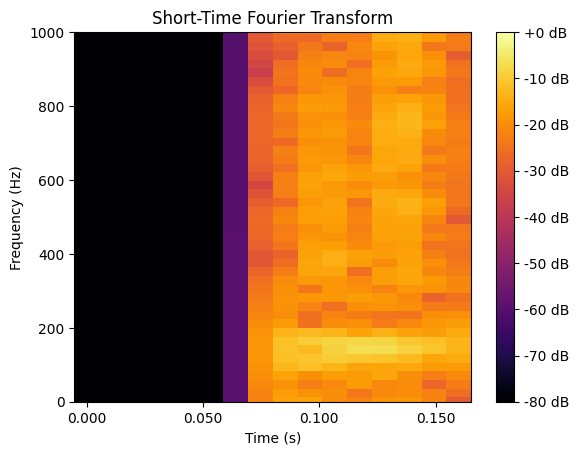 Short-Time Fourier Transform
1000
800
600
400
200
0
Frequency (Hz)
0.000
0.050
0.100
0.150
Time (s)
+0 dB
-10 dB
-20 dB
-30 dB
-40 dB
-50 dB
-60 dB
-70 dB
-80 dB